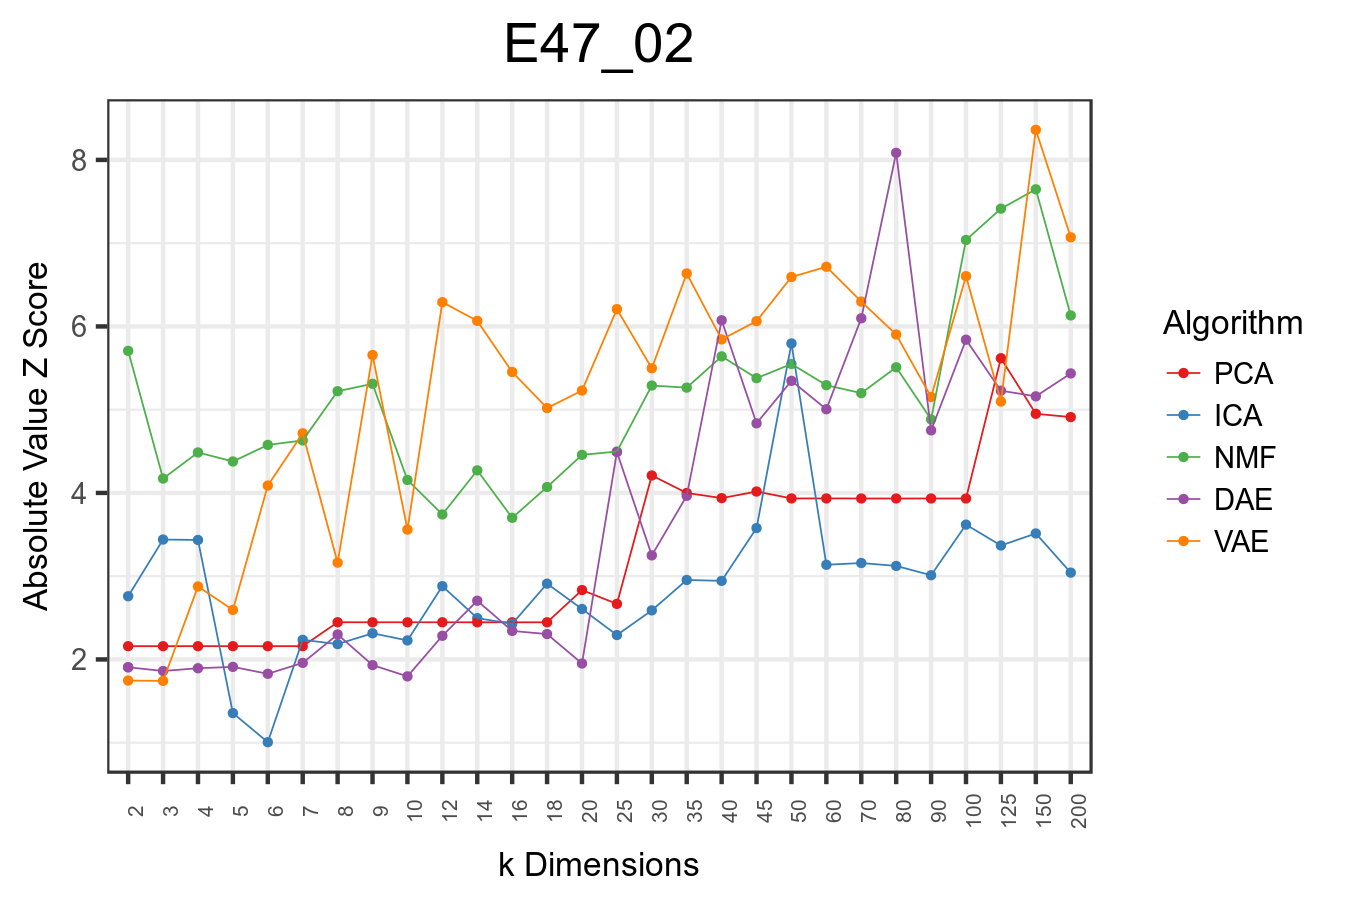 E47_02
Absolute Value Z Score
8
6
4
2
2 3 4 5 6 7 8 9 10 12 14 16 18 20 25 30 35 40 45 50 60 70 80 90 100 125 150 200
k Dimensions
Algorithm
PCA
ICA
NMF
DAE
VAE